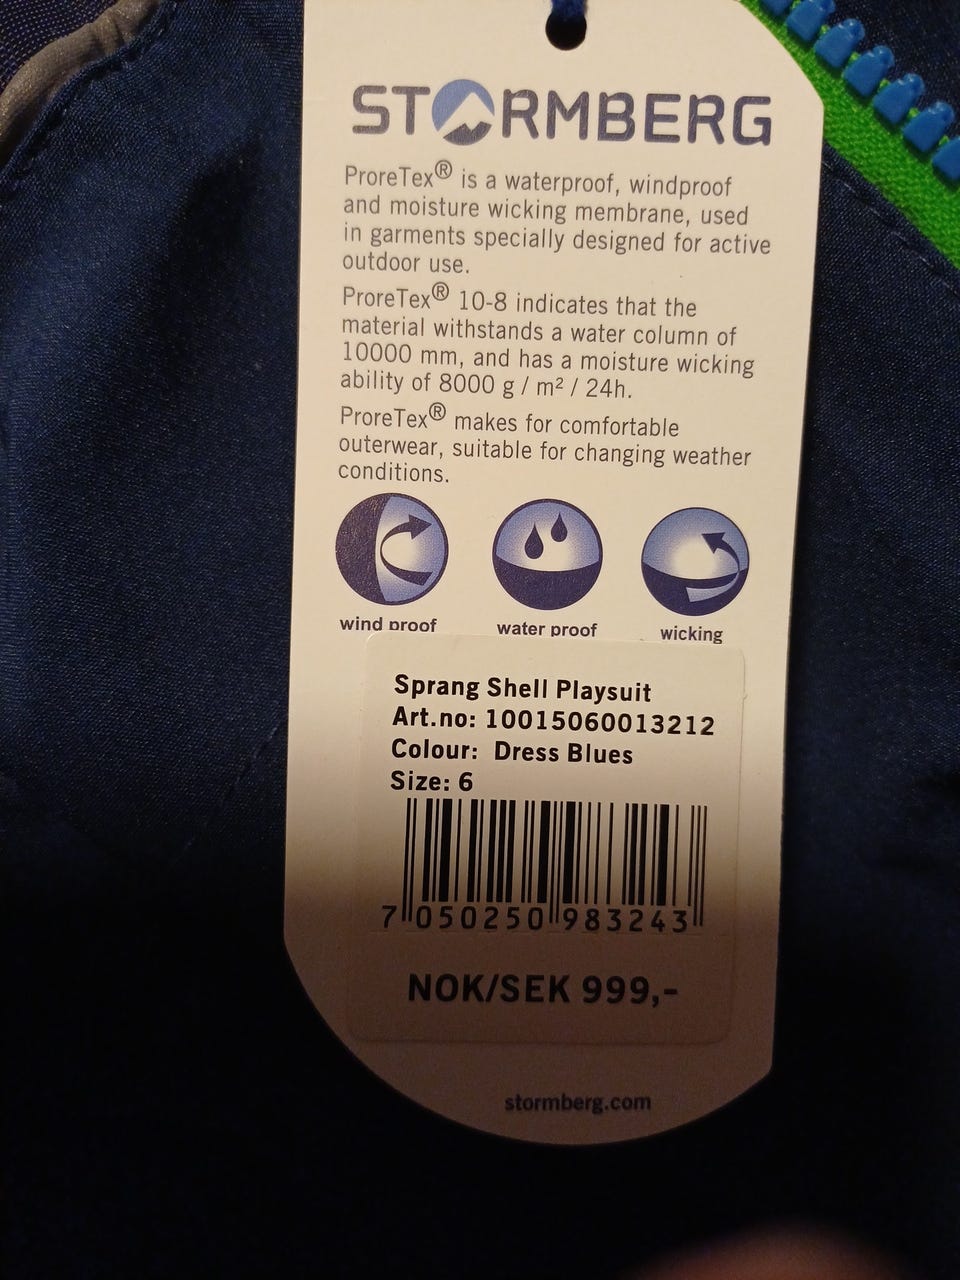 STORMBERG
ProreTex® is a waterproof, windproof
and moisture wicking membrane, used
in garments specially designed for active
outdoor use.
ProreTex® 10-8 indicates that the
material withstands a water column of
10000 mm, and has a moisture wicking
ability of 8000 g / m² / 24h.
ProreTex® makes for comfortable
outerwear, suitable for changing weather
conditions.
wind proof water proof wicking
Sprang Shell Playsuit
Art.no: 10015060013212
Colour: Dress Blues
Size: 6
7 050250 983243
NOK/SEK 999,-
stormberg.com